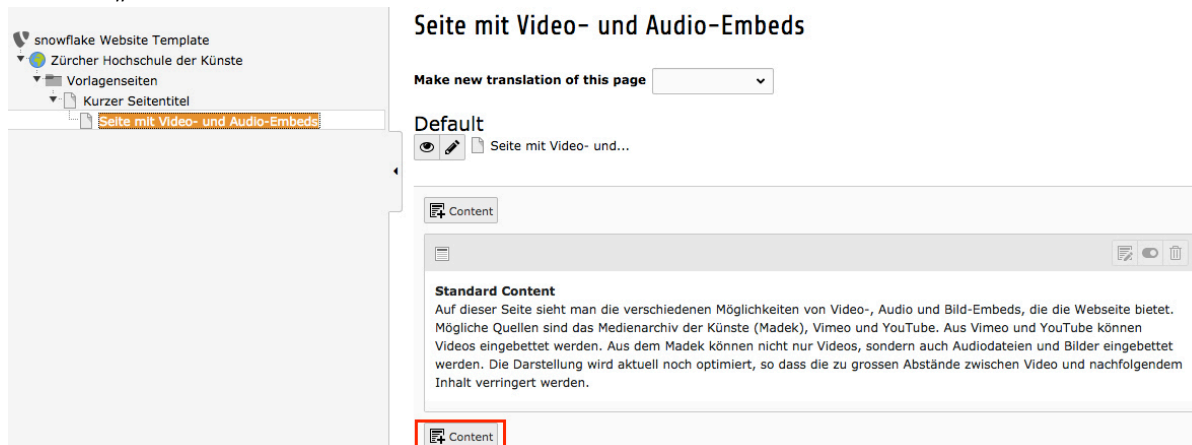 snowflake Website Template
Zürcher Hochschule der Künste
Vorlagenseiten
Kurzer Seitentitel
Seite mit Video- und Audio-Embeds
Seite mit Video- und Audio-Embeds
Make new translation of this page
Default
Seite mit Video- und...
Content
Standard Content
Auf dieser Seite sieht man die verschiedenen Möglichkeiten von Video-, Audio und Bild-Embeds, die die Webseite bietet.
Mögliche Quellen sind das Medienarchiv der Künste (Madek), Vimeo und YouTube. Aus Vimeo und YouTube können
Videos eingebettet werden. Aus dem Madek können nicht nur Videos, sondern auch Audiodateien und Bilder eingebettet
werden. Die Darstellung wird aktuell noch optimiert, so dass die zu grossen Abstände zwischen Video und nachfolgendem
Inhalt verringert werden.
Content